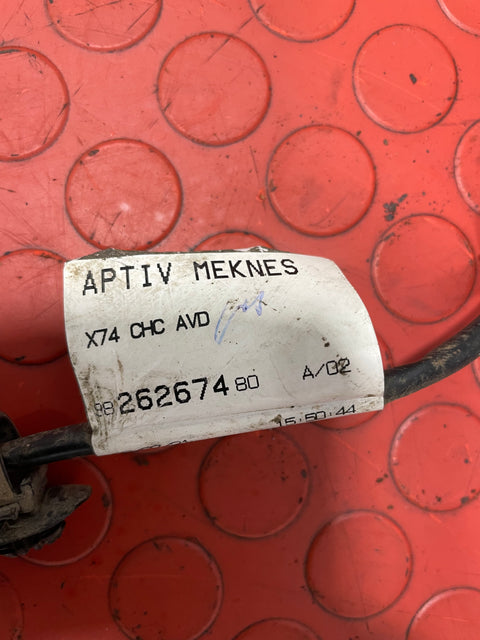 APTIV MEKNES
X74 CHC AVD
98 262674 80 A/02
15:50:44